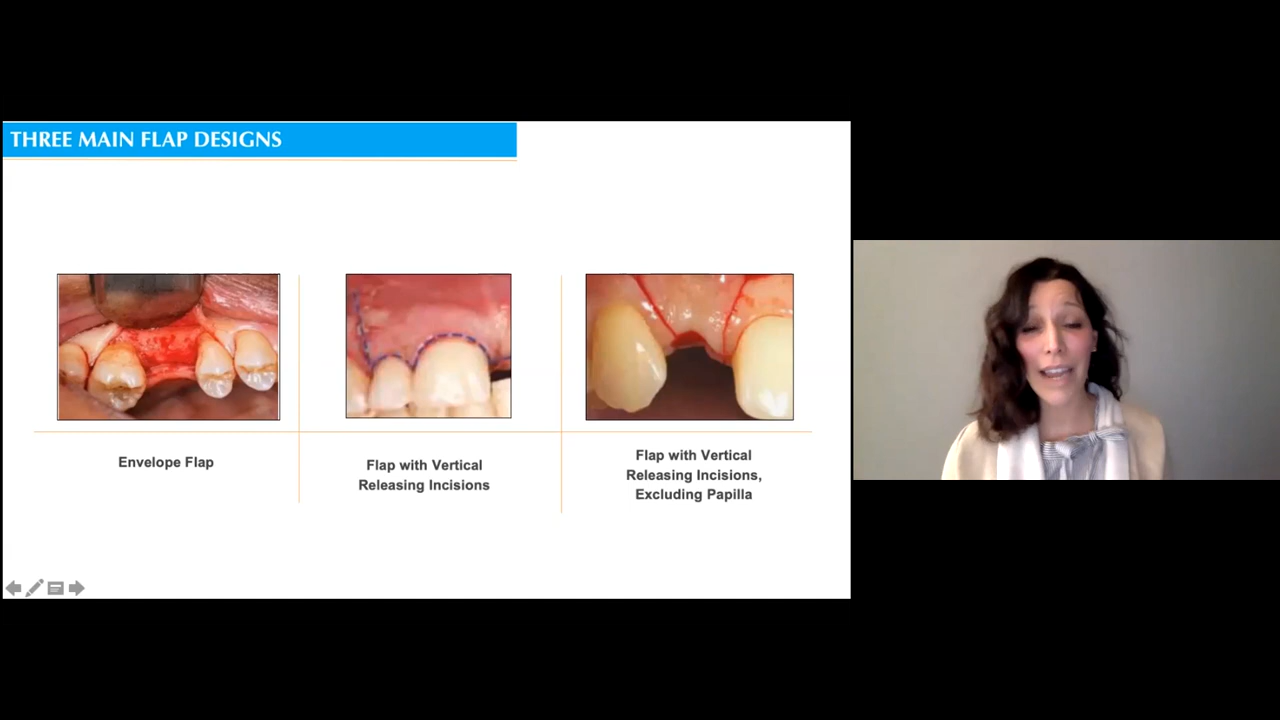 THREE MAIN FLAP DESIGNS
Envelope Flap
Flap with Vertical
Releasing Incisions
Flap with Vertical
Releasing Incisions,
Excluding Papilla